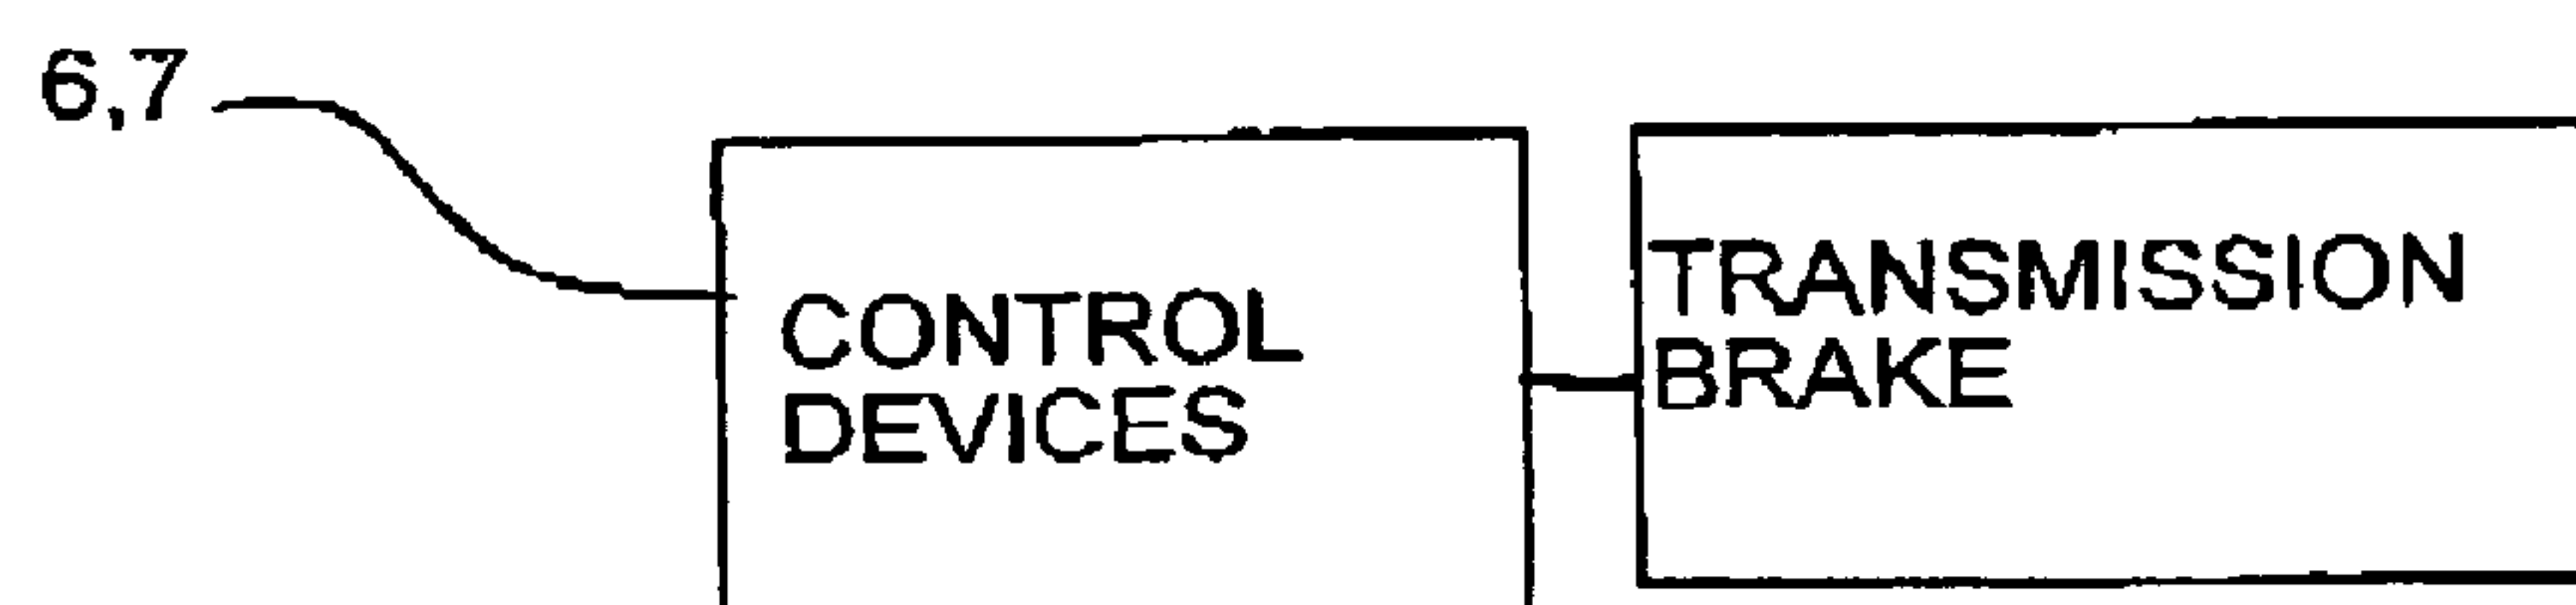 6,7
CONTROL
DEVICES
TRANSMISSION
BRAKE